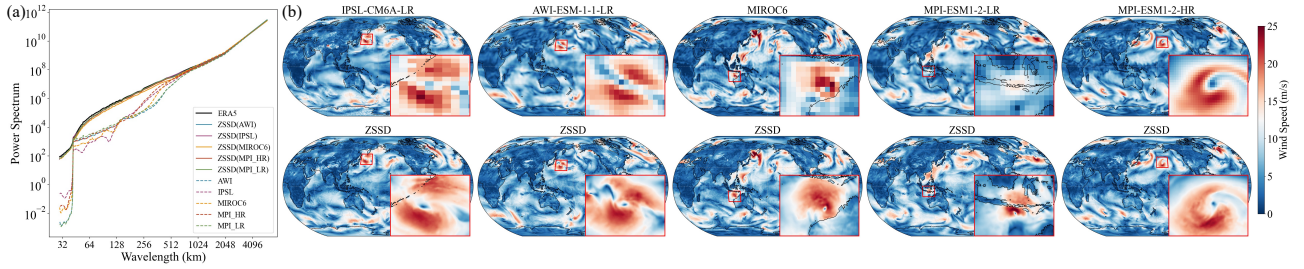 (a)
10^12
10^10
10^8
10^6
10^4
10^2
10^0
10^-2
Power Spectrum
32 64 128 256 512 1024 2048 4096
Wavelength (km)
ERA5
ZSSD(AWI)
ZSSD(IPSL)
ZSSD(MIROC6)
ZSSD(MPI_HR)
ZSSD(MPI_LR)
AWI
IPSL
MIROC6
MPI_HR
MPI_LR
(b)
IPSL-CM6A-LR AWI-ESM-1-1-LR MIROC6 MPI-ESM1-2-LR MPI-ESM1-2-HR
ZSSD ZSSD ZSSD ZSSD ZSSD
25
20
15
10
5
0
Wind Speed (m/s)